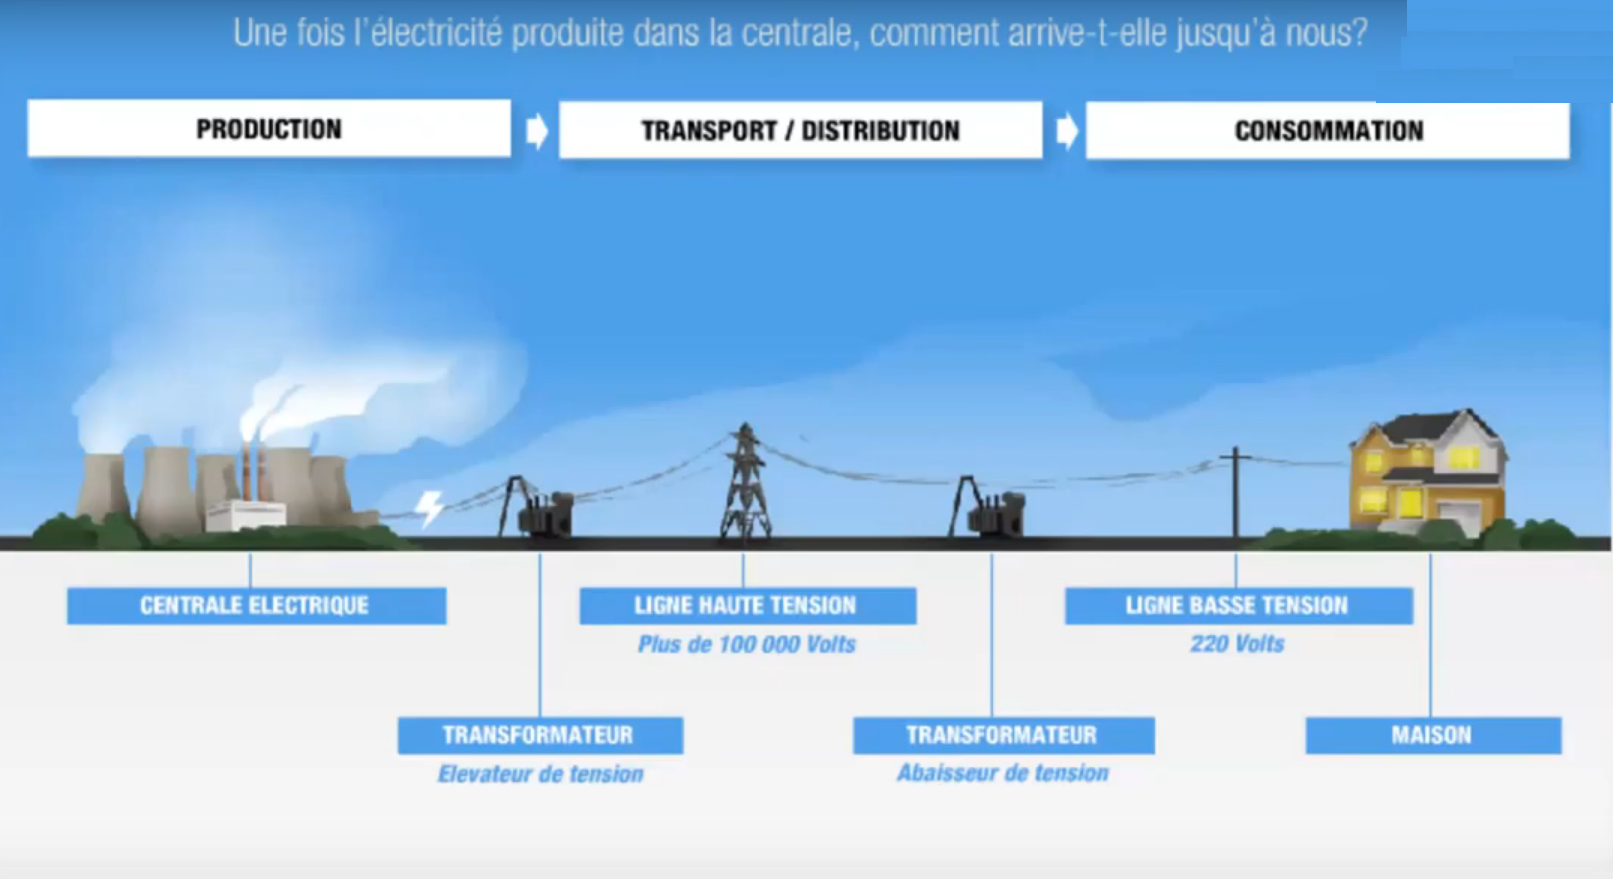 Une fois l'électricité produite dans la centrale, comment arrive-t-elle jusqu'à nous?
PRODUCTION
TRANSPORT / DISTRIBUTION
CONSOMMATION
CENTRALE ELECTRIQUE
LIGNE HAUTE TENSION
Plus de 100 000 Volts
LIGNE BASSE TENSION
220 Volts
TRANSFORMATEUR
Elevateur de tension
TRANSFORMATEUR
Abaisseur de tension
MAISON